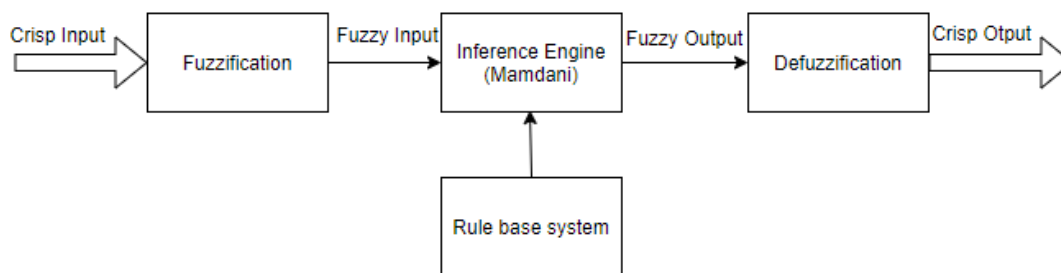 Crisp Input
Fuzzification
Fuzzy Input
Inference Engine
(Mamdani)
Fuzzy Output
Defuzzification
Crisp Otput
Rule base system